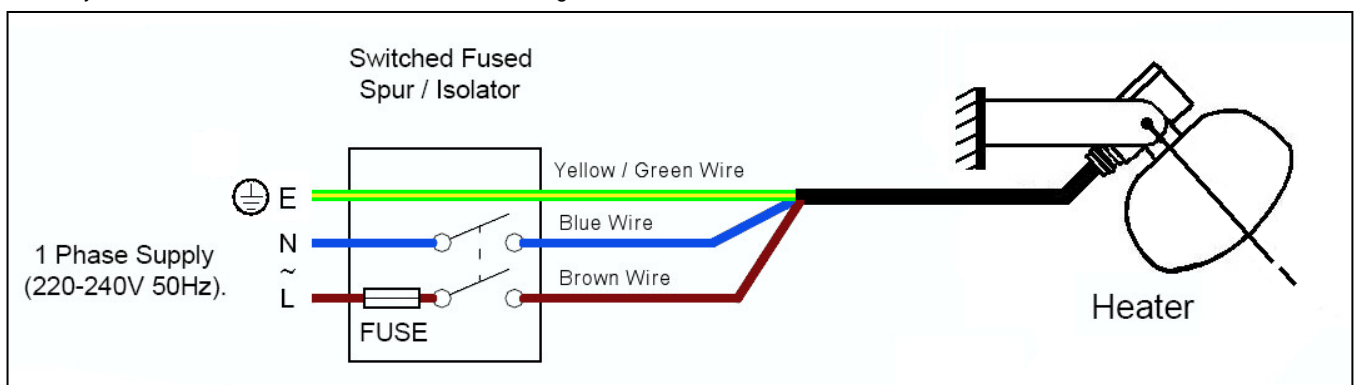 Switched Fused
Spur / Isolator
Yellow / Green Wire
E
Blue Wire
N
1 Phase Supply
(220-240V 50Hz).
~
Brown Wire
L
FUSE
Heater